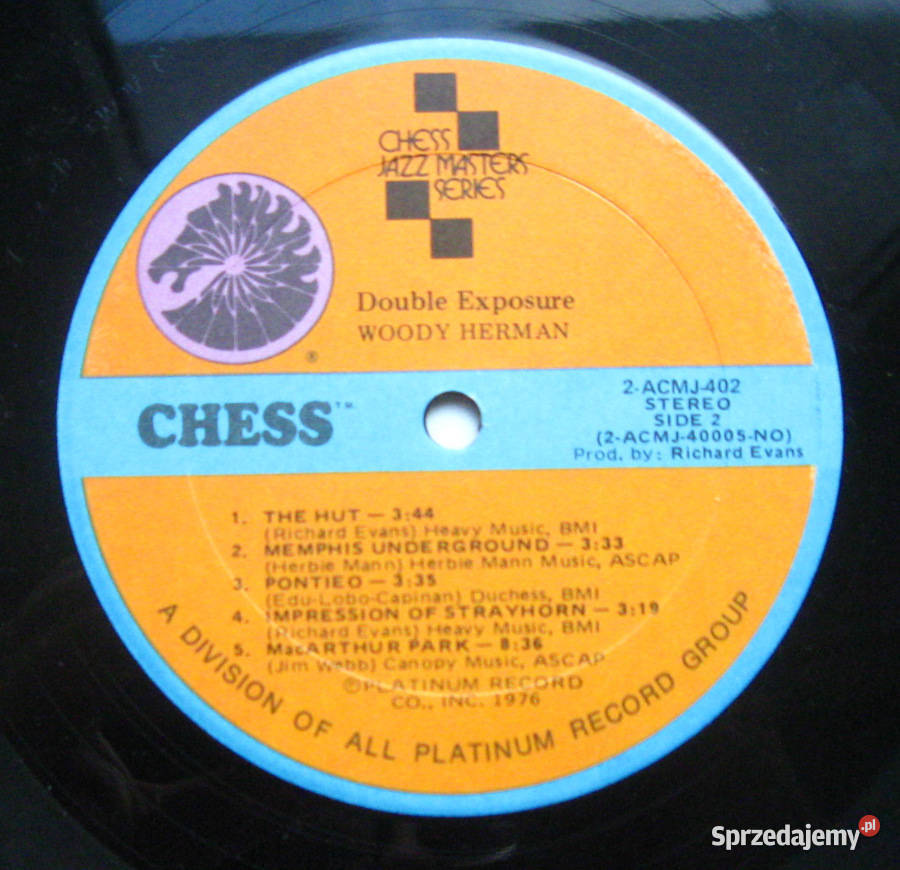 CHESS
JAZZ MASTERS
SERIES
®
Double Exposure
WOODY HERMAN
CHESS™
2-ACMJ-402
STEREO
SIDE 2
(2-ACMJ-40005-NO)
Prod. by: Richard Evans
1. THE HUT — 3:44
(Richard Evans) Heavy Music, BMI
2. MEMPHIS UNDERGROUND — 3:33
(Herbie Mann) Herbie Mann Music, ASCAP
3. PONTIEO — 3:35
(Edu-Lobo-Capinan) Duchess, BMI
4. IMPRESSION OF STRAYHORN — 3:19
(Richard Evans) Heavy Music, BMI
5. MacARTHUR PARK — 8:36
(Jim Webb) Canopy Music, ASCAP
©PLATINUM RECORD
CO., INC. 1976
A DIVISION OF ALL PLATINUM RECORD GROUP
Sprzedajemy.pl